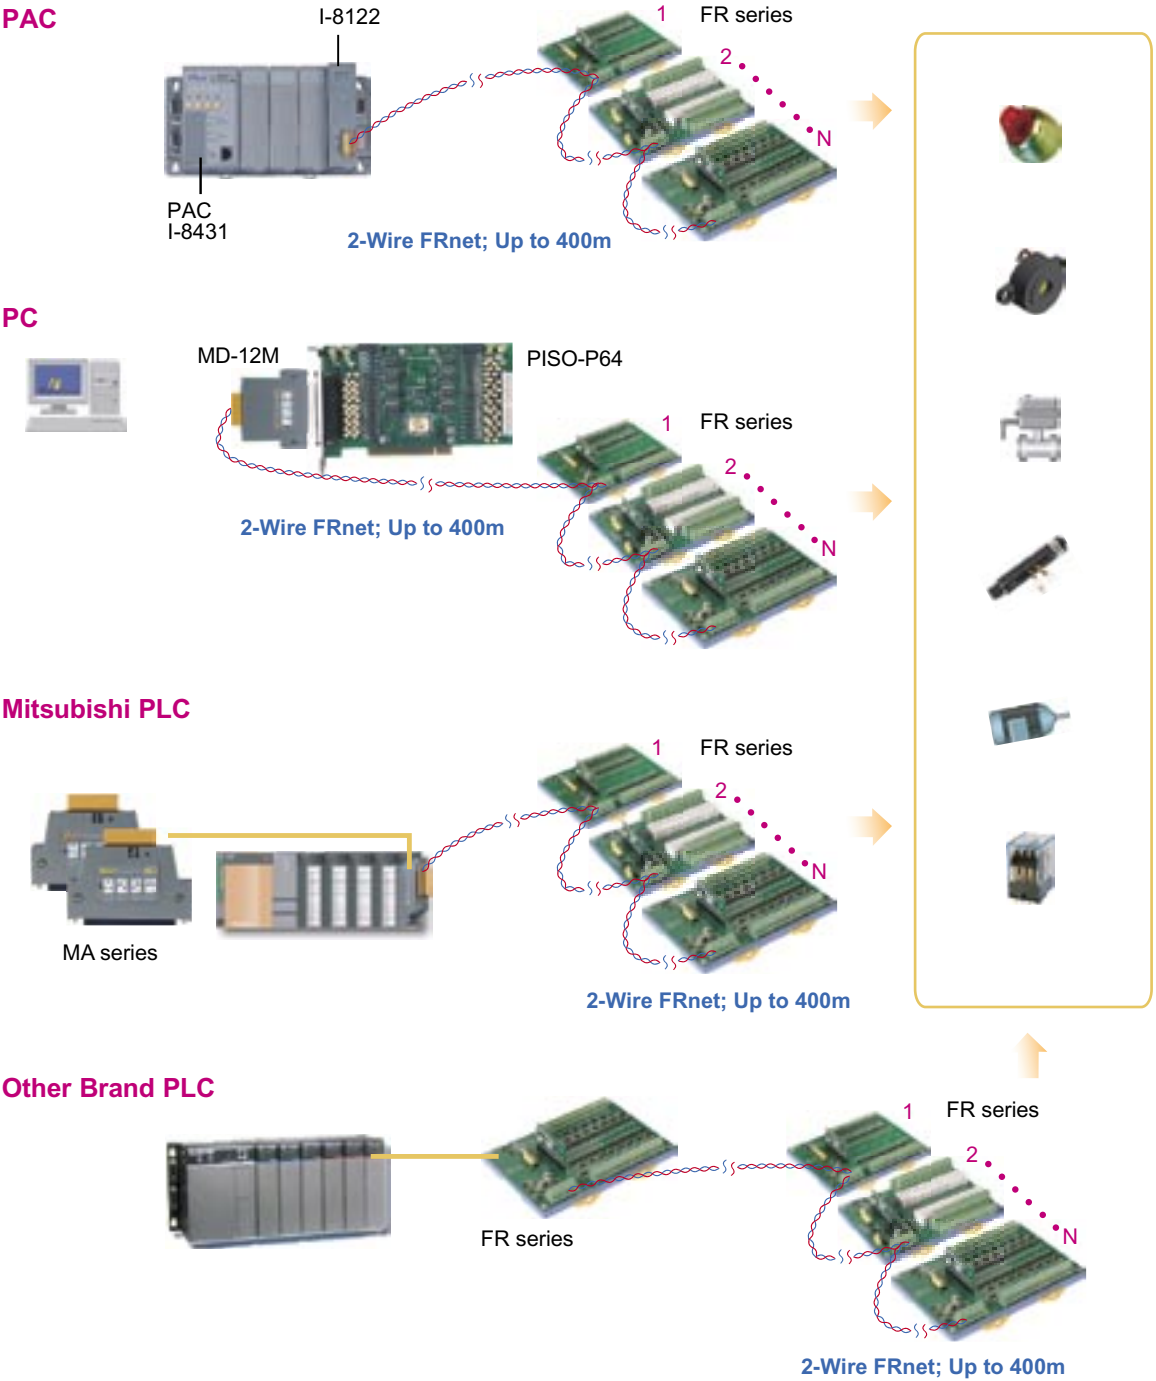 PAC
I-8122
1
FR series
2
N
PAC
I-8431
2-Wire FRnet; Up to 400m
PC
MD-12M
PISO-P64
1
FR series
2
N
2-Wire FRnet; Up to 400m
Mitsubishi PLC
1
FR series
2
N
MA series
2-Wire FRnet; Up to 400m
Other Brand PLC
1
FR series
2
N
FR series
2-Wire FRnet; Up to 400m